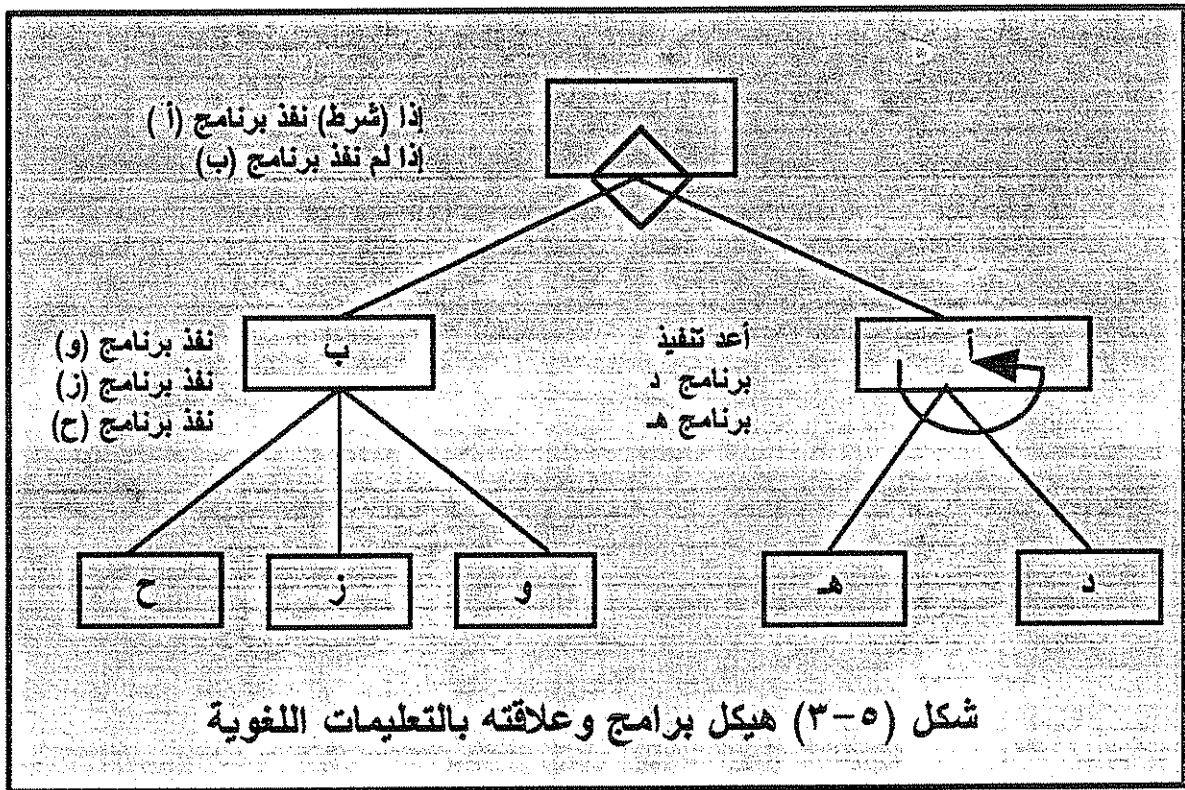 إذا (شرط) نفذ برنامج (أ)
إذا لم نفذ برنامج (ب)
أ
أعد تنفيذ
برنامج د
برنامج هـ
ب
نفذ برنامج (و)
نفذ برنامج (ز)
نفذ برنامج (ح)
د
هـ
و
ز
ح
شكل (٥-٣) هيكل برامج وعلاقته بالتعليمات اللغوية